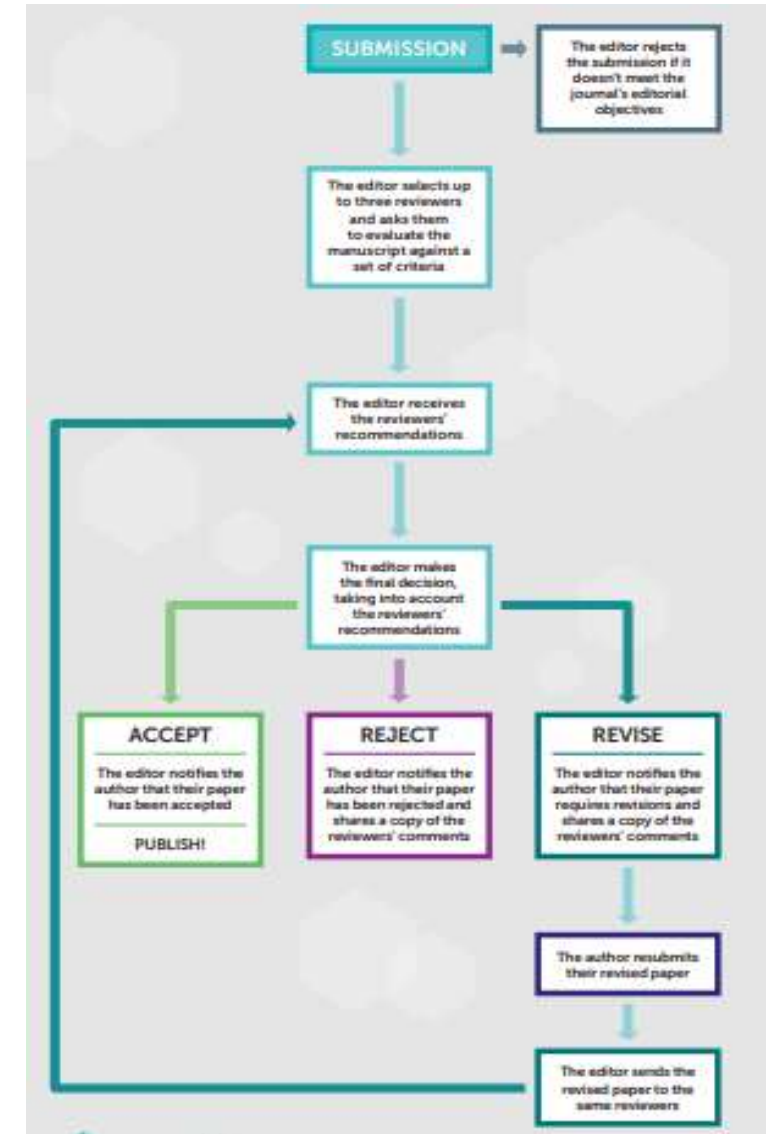 SUBMISSION
The editor rejects
the submission if it
doesn't meet the
journal's editorial
objectives
The editor selects up
to three reviewers
and asks them
to evaluate the
manuscript against a
set of criteria
The editor receives
the reviewers'
recommendations
The editor makes
the final decision,
taking into account
the reviewers'
recommendations
ACCEPT
The editor notifies the
author that their paper
has been accepted
PUBLISH!
REJECT
The editor notifies the
author that their paper
has been rejected and
shares a copy of the
reviewers' comments
REVISE
The editor notifies the
author that their paper
requires revisions and
shares a copy of the
reviewers' comments
The author resubmits
their revised paper
The editor sends the
revised paper to the
same reviewers